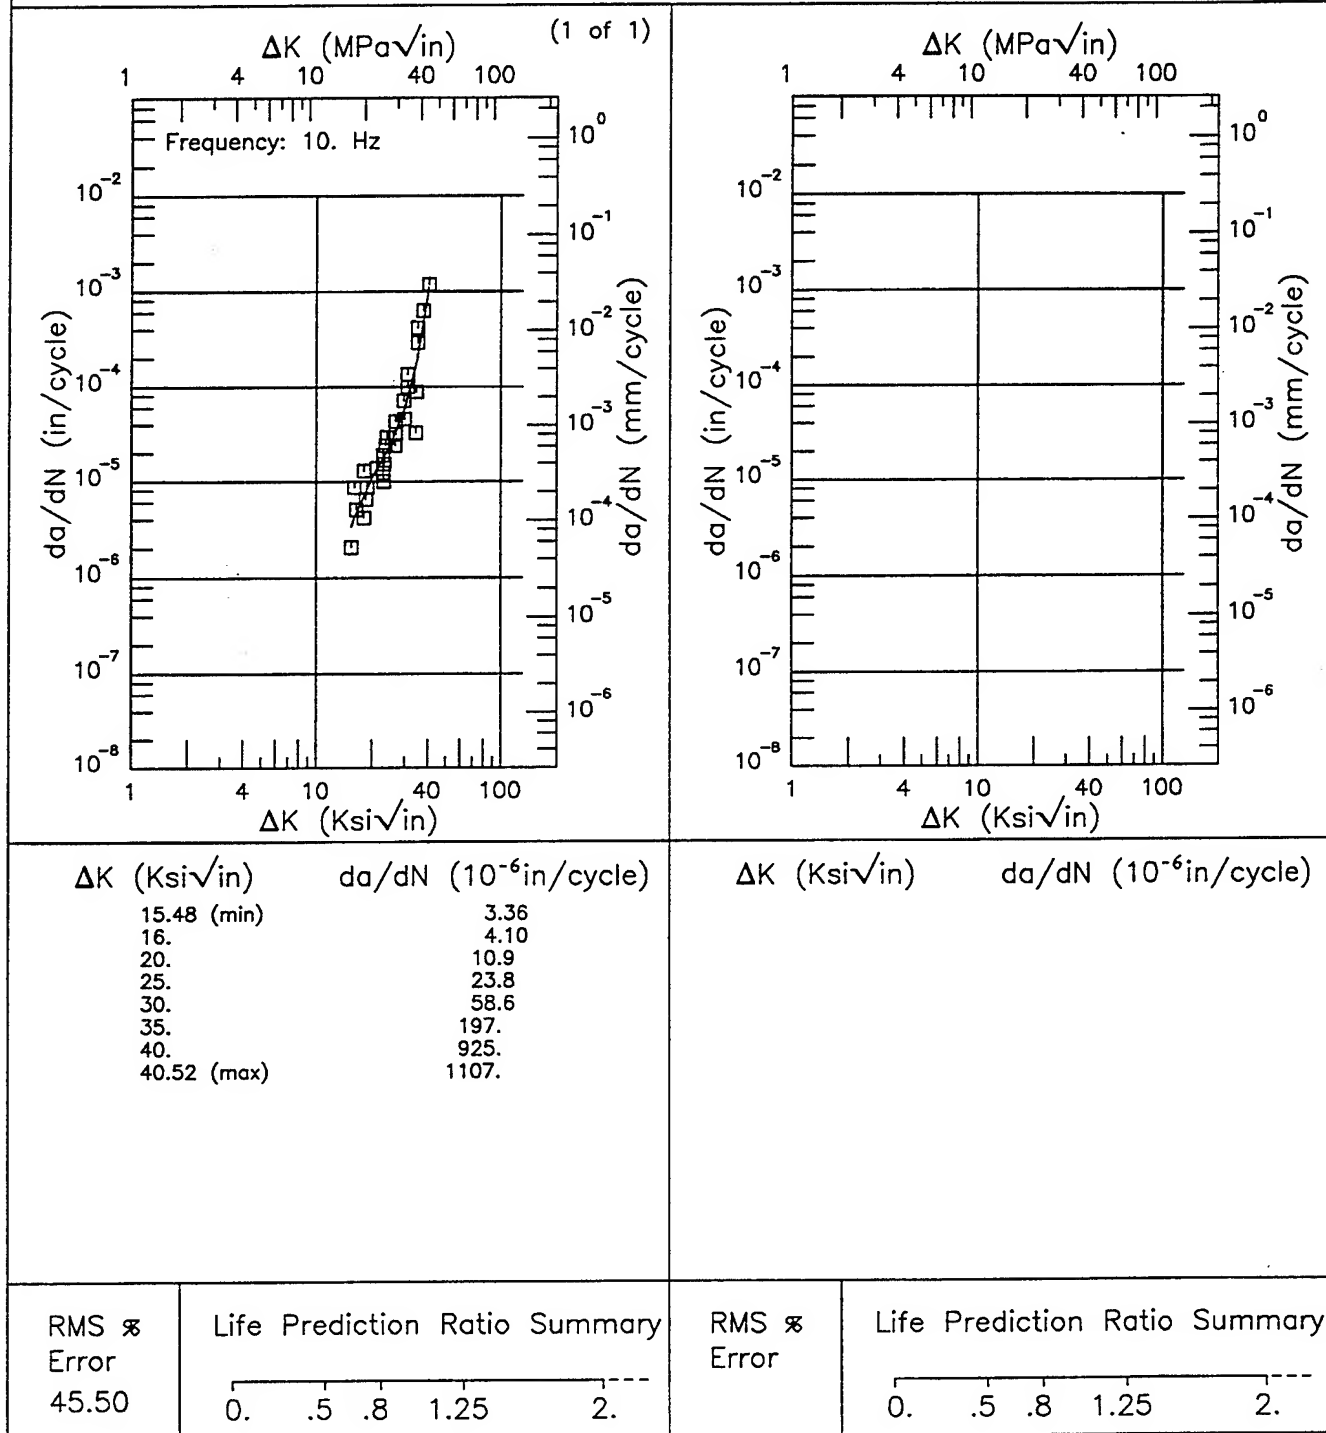 (1 of 1)
ΔK (MPa√in)
1 4 10 40 100
Frequency: 10. Hz
10⁰
10⁻²
10⁻¹
10⁻³
10⁻²
10⁻⁴
10⁻³
10⁻⁵
10⁻⁴
10⁻⁶
10⁻⁵
10⁻⁷
10⁻⁶
10⁻⁸
da/dN (in/cycle)
da/dN (mm/cycle)
1 4 10 40 100
ΔK (Ksi√in)
ΔK (MPa√in)
1 4 10 40 100
10⁰
10⁻²
10⁻¹
10⁻³
10⁻²
10⁻⁴
10⁻³
10⁻⁵
10⁻⁴
10⁻⁶
10⁻⁵
10⁻⁷
10⁻⁶
10⁻⁸
da/dN (in/cycle)
da/dN (mm/cycle)
1 4 10 40 100
ΔK (Ksi√in)
ΔK (Ksi√in) da/dN (10⁻⁶in/cycle)
15.48 (min) 3.36
16. 4.10
20. 10.9
25. 23.8
30. 58.6
35. 197.
40. 925.
40.52 (max) 1107.
ΔK (Ksi√in) da/dN (10⁻⁶in/cycle)
RMS %
Error
45.50
Life Prediction Ratio Summary
0. .5 .8 1.25 2.
RMS %
Error
Life Prediction Ratio Summary
0. .5 .8 1.25 2.